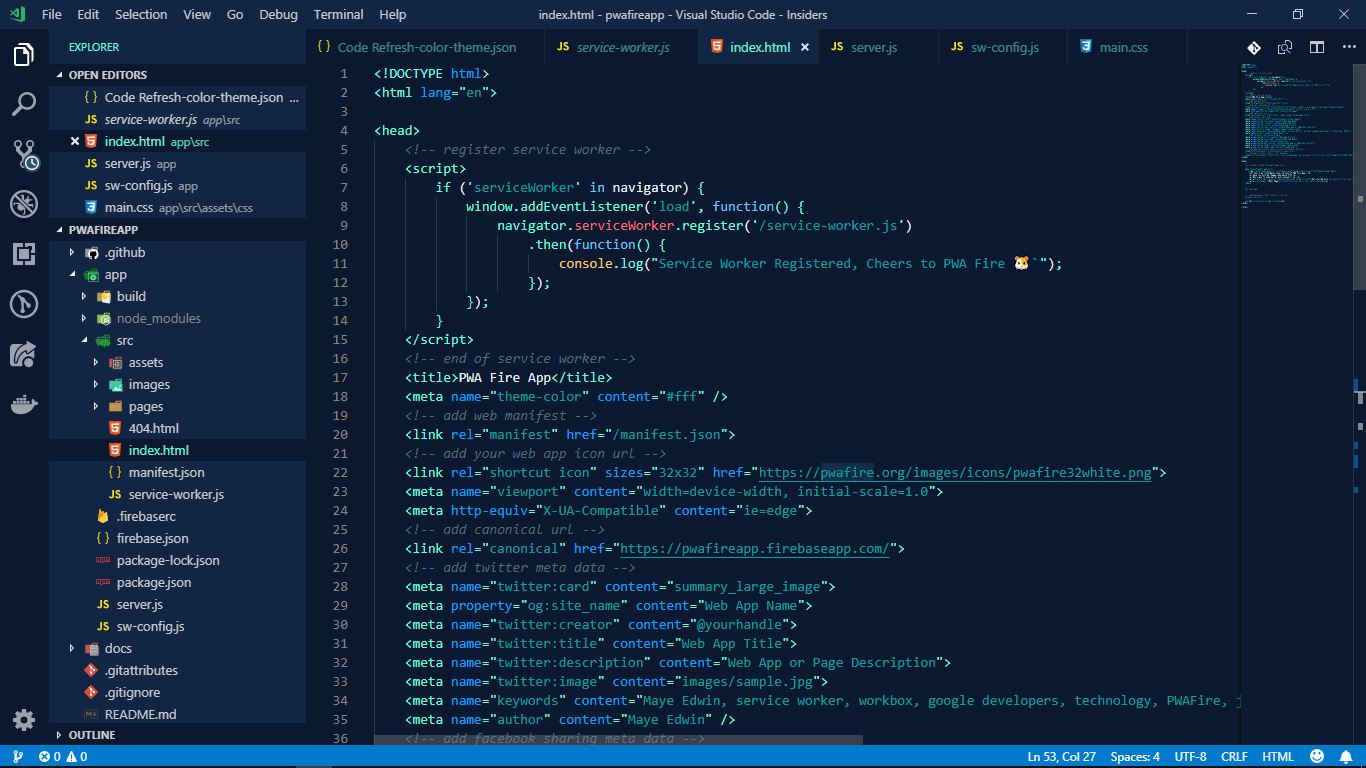 File Edit Selection View Go Debug Terminal Help index.html - pwafireapp - Visual Studio Code - Insiders
EXPLORER
OPEN EDITORS
{ } Code Refresh-color-theme.json ...
JS service-worker.js app\src
index.html app\src
JS server.js app
JS sw-config.js app
main.css app\src\assets\css
PWAFIREAPP
.github
app
build
node_modules
src
assets
images
pages
404.html
index.html
{ } manifest.json
JS service-worker.js
.firebaserc
{ } firebase.json
package-lock.json
package.json
JS server.js
JS sw-config.js
docs
.gitattributes
.gitignore
README.md
OUTLINE
{ } Code Refresh-color-theme.json JS service-worker.js index.html × JS server.js JS sw-config.js main.css ...
1 <!DOCTYPE html>
2 <html lang="en">
3
4 <head>
5 <!-- register service worker -->
6 <script>
7 if ('serviceWorker' in navigator) {
8 window.addEventListener('load', function() {
9 navigator.serviceWorker.register('/service-worker.js')
10 .then(function() {
11 console.log("Service Worker Registered, Cheers to PWA Fire 🐹`");
12 });
13 });
14 }
15 </script>
16 <!-- end of service worker -->
17 <title>PWA Fire App</title>
18 <meta name="theme-color" content="#fff" />
19 <!-- add web manifest -->
20 <link rel="manifest" href="/manifest.json">
21 <!-- add your web app icon url -->
22 <link rel="shortcut icon" sizes="32x32" href="https://pwafire.org/images/icons/pwafire32white.png">
23 <meta name="viewport" content="width=device-width, initial-scale=1.0">
24 <meta http-equiv="X-UA-Compatible" content="ie=edge">
25 <!-- add canonical url -->
26 <link rel="canonical" href="https://pwafireapp.firebaseapp.com/">
27 <!-- add twitter meta data -->
28 <meta name="twitter:card" content="summary_large_image">
29 <meta property="og:site_name" content="Web App Name">
30 <meta name="twitter:creator" content="@yourhandle">
31 <meta name="twitter:title" content="Web App Title">
32 <meta name="twitter:description" content="Web App or Page Description">
33 <meta name="twitter:image" content="images/sample.jpg">
34 <meta name="keywords" content="Maye Edwin, service worker, workbox, google developers, technology, PWAFire, j
35 <meta name="author" content="Maye Edwin" />
36 <!-- add facebook sharing meta data -->
0 0 Ln 53, Col 27 Spaces: 4 UTF-8 CRLF HTML